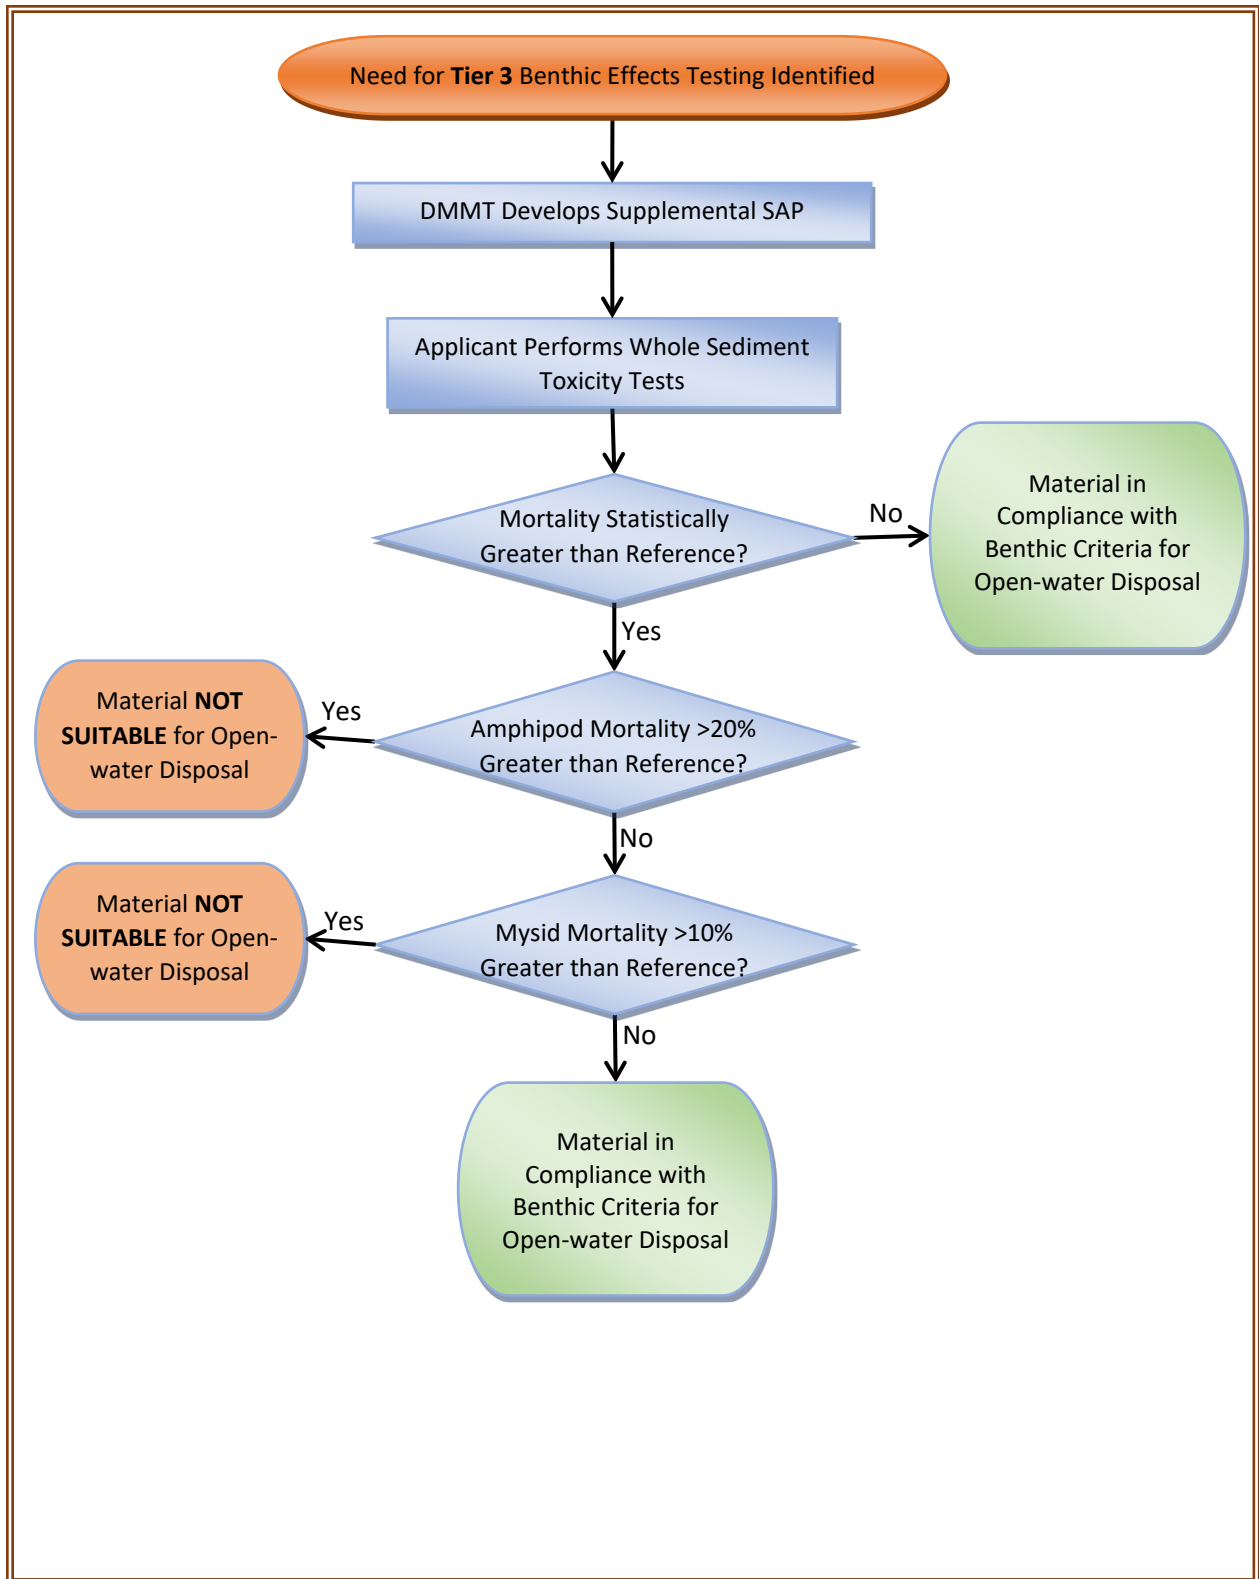 Need for Tier 3 Benthic Effects Testing Identified
DMMT Develops Supplemental SAP
Applicant Performs Whole Sediment
Toxicity Tests
Mortality Statistically
Greater than Reference?
No
Material in
Compliance with
Benthic Criteria for
Open-water Disposal
Yes
Amphipod Mortality >20%
Greater than Reference?
Yes
Material NOT
SUITABLE for Open-
water Disposal
No
Mysid Mortality >10%
Greater than Reference?
Yes
Material NOT
SUITABLE for Open-
water Disposal
No
Material in
Compliance with
Benthic Criteria for
Open-water Disposal